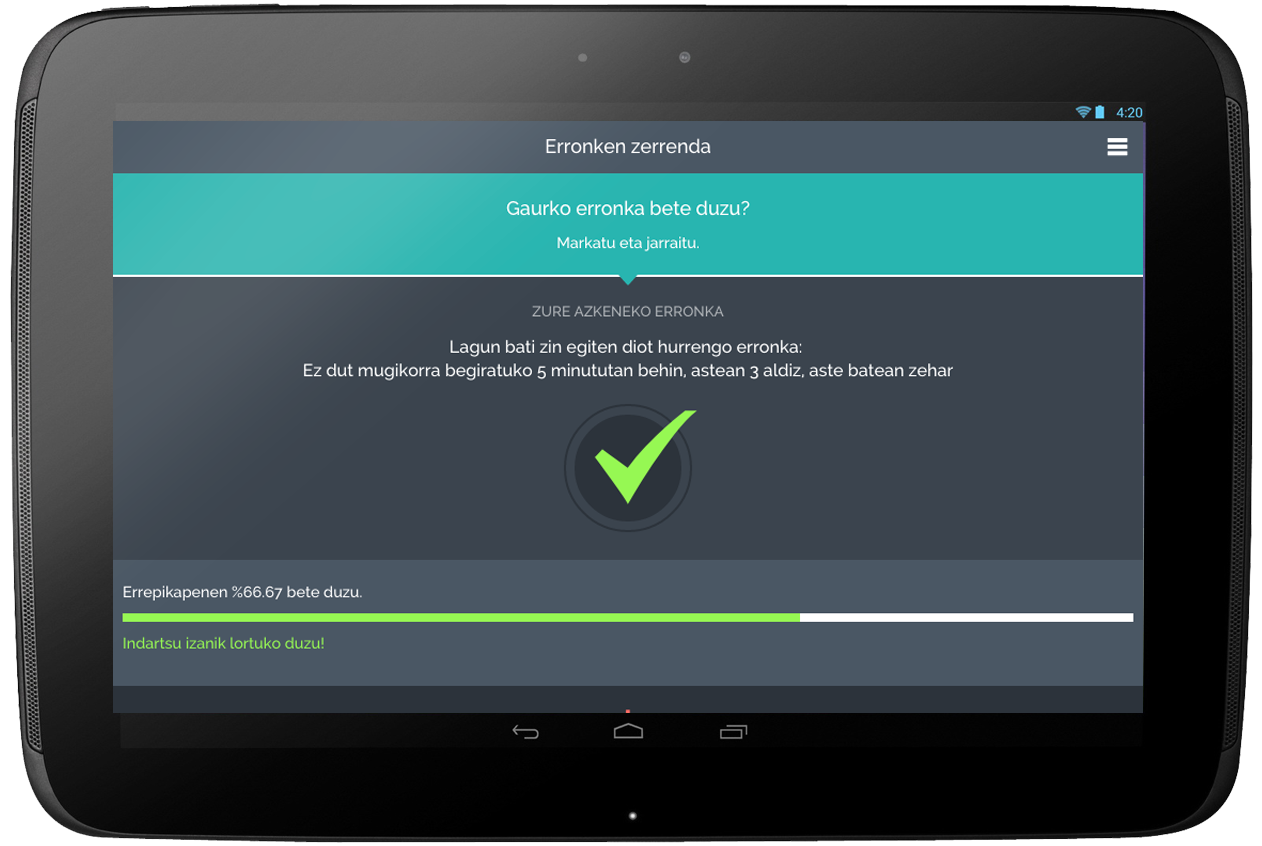 4:20
Erronken zerrenda
Gaurko erronka bete duzu?
Markatu eta jarraitu.
ZURE AZKENEKO ERRONKA
Lagun bati zin egiten diot hurrengo erronka:
Ez dut mugikorra begiratuko 5 minututan behin, astean 3 aldiz, aste batean zehar
Errepikapenen %66.67 bete duzu.
Indartsu izanik lortuko duzu!